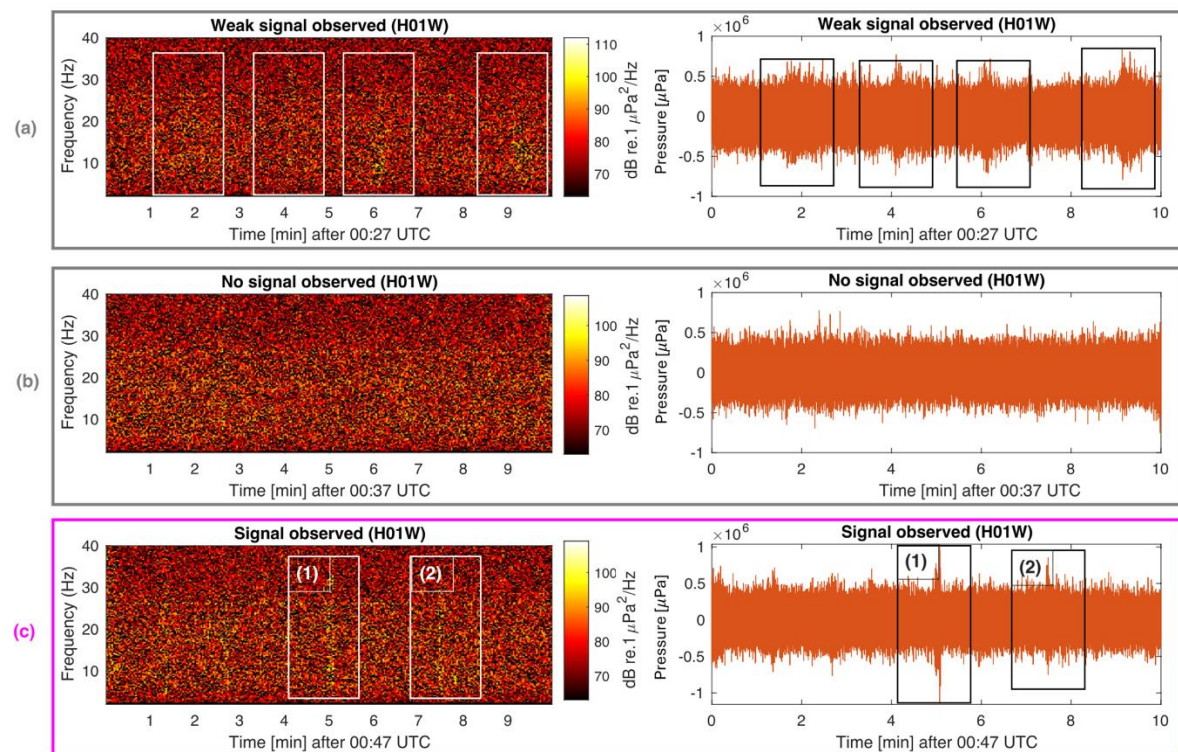 (a)
Weak signal observed (H01W)
Frequency (Hz)
40
30
20
10
1 2 3 4 5 6 7 8 9
Time [min] after 00:27 UTC
110
100
90
80
70
dB re.1 μPa²/Hz
Weak signal observed (H01W)
×10⁶
Pressure [μPa]
1
0.5
0
-0.5
-1
0 2 4 6 8 10
Time [min] after 00:27 UTC
(b)
No signal observed (H01W)
Frequency (Hz)
40
30
20
10
1 2 3 4 5 6 7 8 9
Time [min] after 00:37 UTC
100
90
80
70
dB re.1 μPa²/Hz
No signal observed (H01W)
×10⁶
Pressure [μPa]
1
0.5
0
-0.5
-1
0 2 4 6 8 10
Time [min] after 00:37 UTC
(c)
Signal observed (H01W)
Frequency (Hz)
40
30
20
10
(1) (2)
1 2 3 4 5 6 7 8 9
Time [min] after 00:47 UTC
100
90
80
70
dB re.1 μPa²/Hz
Signal observed (H01W)
×10⁶
Pressure [μPa]
1
0.5
0
-0.5
-1
(1) (2)
0 2 4 6 8 10
Time [min] after 00:47 UTC